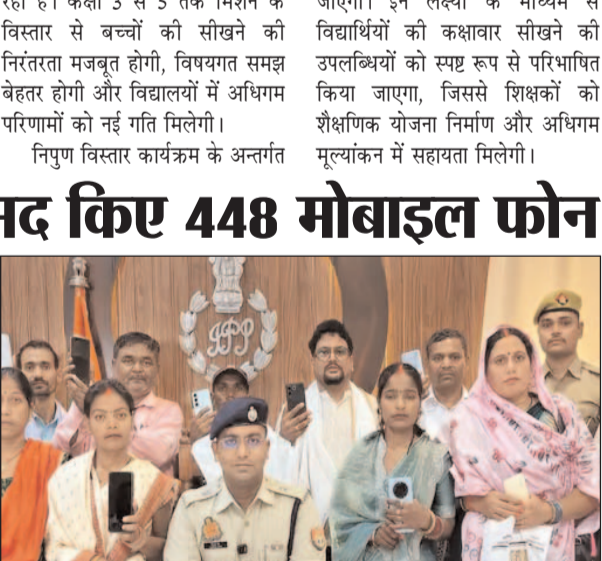 विस्तार से बच्चों की सीखने की
निरंतरता मजबूत होगी, विषयगत समझ
बेहतर होगी और विद्यालयों में अधिगम
परिणामों को नई गति मिलेगी।
निपुण विस्तार कार्यक्रम के अन्तर्गत
विद्यार्थियों की कक्षावार सीखने की
उपलब्धियों को स्पष्ट रूप से परिभाषित
किया जाएगा, जिससे शिक्षकों को
शैक्षणिक योजना निर्माण और अधिगम
मूल्यांकन में सहायता मिलेगी।
किए 448 मोबाइल फोन